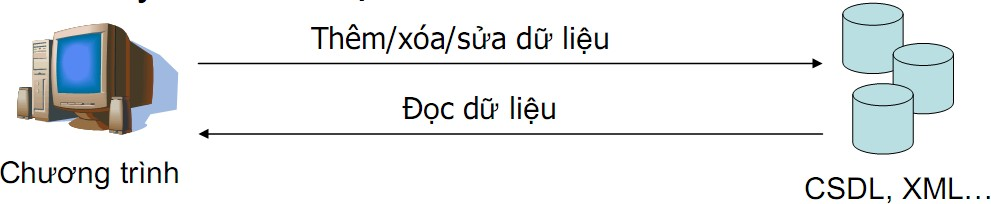 Thêm/xóa/sửa dữ liệu
Đọc dữ liệu
Chương trình
CSDL, XML…